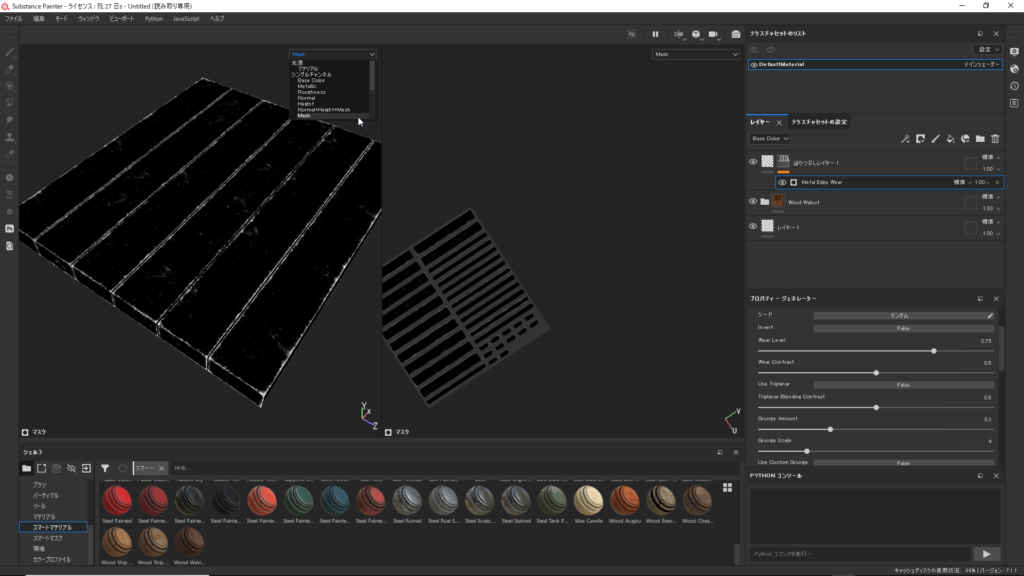 Substance Painter - ライセンス : 残 27 日s - Untitled (読み取り専用)
ファイル 編集 モード ウィンドウ ビューポート Python JavaScript ヘルプ
Mask
光源
マテリアル
シングルチャンネル
Base Color
Metallic
Roughness
Normal
Height
Normal+Height+Mesh
Mask
Mask
マスク
マスク
Y
X
Z
V
U
テクスチャセットのリスト
設定
DefaultMaterial メインシェーダー
レイヤー テクスチャセットの設定
Base Color
塗りつぶしレイヤー 1 標準 100
Metal Edge Wear 標準 100
Wood Walnut 標準 100
レイヤー 1 標準 100
プロパティ - ジェネレーター
シード ランダム
Invert False
Wear Level 0.75
Wear Contrast 0.5
Use Triplanar False
Triplanar Blending Contrast 0.5
Grunge Amount
Grunge Scale 4
Use Custom Grunge False
PYTHON コンソール
Python コマンドを実行...
シェルフ
スマー... 検索...
ブラシ
パーティクル
ツール
マテリアル
スマートマテリアル
スマートマスク
環境
カラープロファイル
Steel Painted Steel Painte... Steel Painte... Steel Painte... Steel Painte... Steel Painte... Steel Painte... Steel Painte... Steel Ruined Steel Rust S... Steel Scratc... Steel Stained Steel Tank P... Wax Candle Wood Acajou Wood Beec... Wood Ches...
Wood Ship ... Wood Ship ... Wood Waln...
キャッシュディスクの使用状況: